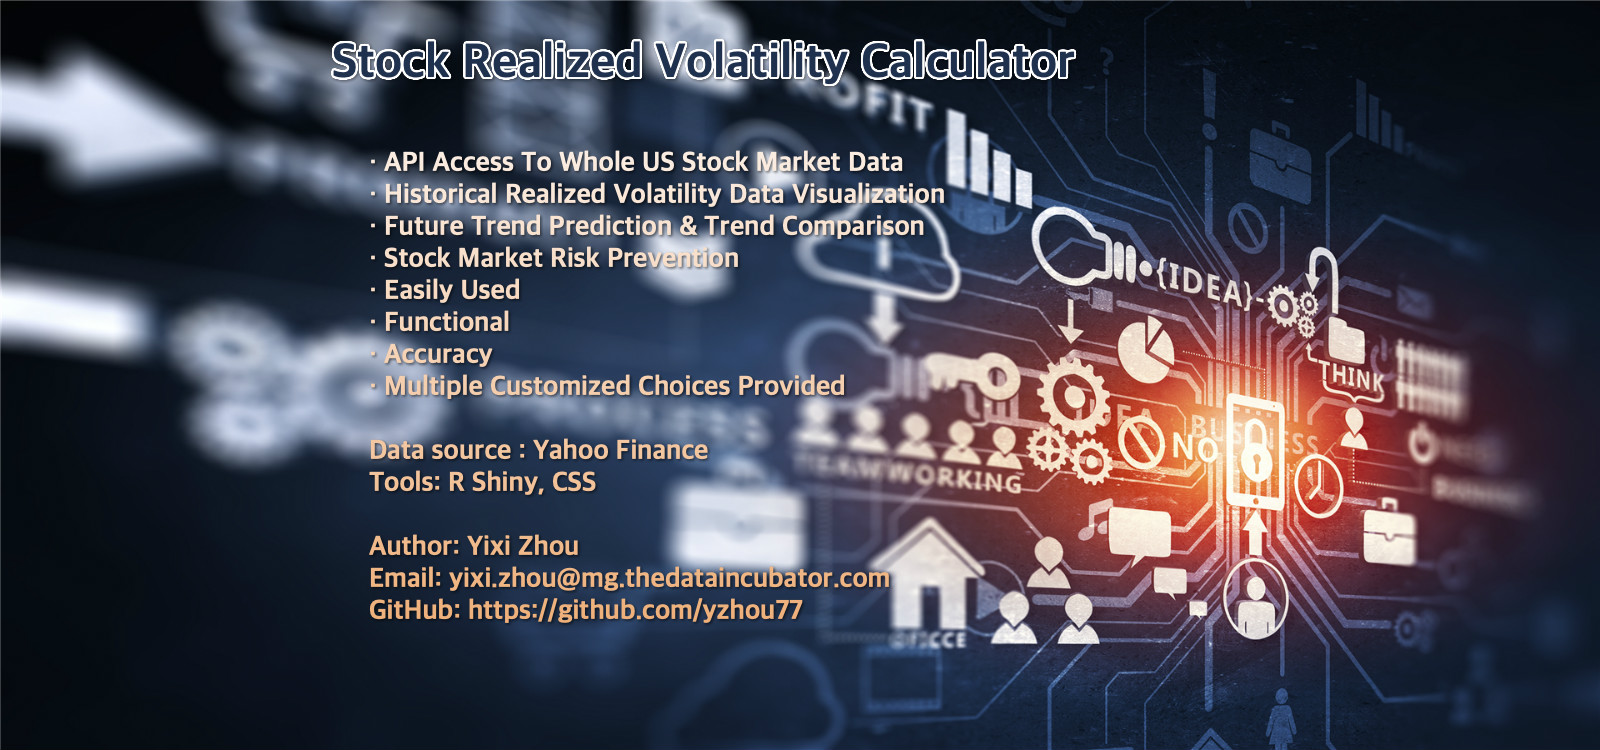 Stock Realized Volatility Calculator
· API Access To Whole US Stock Market Data
· Historical Realized Volatility Data Visualization
· Future Trend Prediction & Trend Comparison
· Stock Market Risk Prevention
· Easily Used
· Functional
· Accuracy
· Multiple Customized Choices Provided
Data source : Yahoo Finance
Tools: R Shiny, CSS
Author: Yixi Zhou
Email: yixi.zhou@mg.thedataincubator.com
GitHub: https://github.com/yzhou77
{IDEA}
THINK
IDEA
BUSINESS
NO
TEAMWORKING